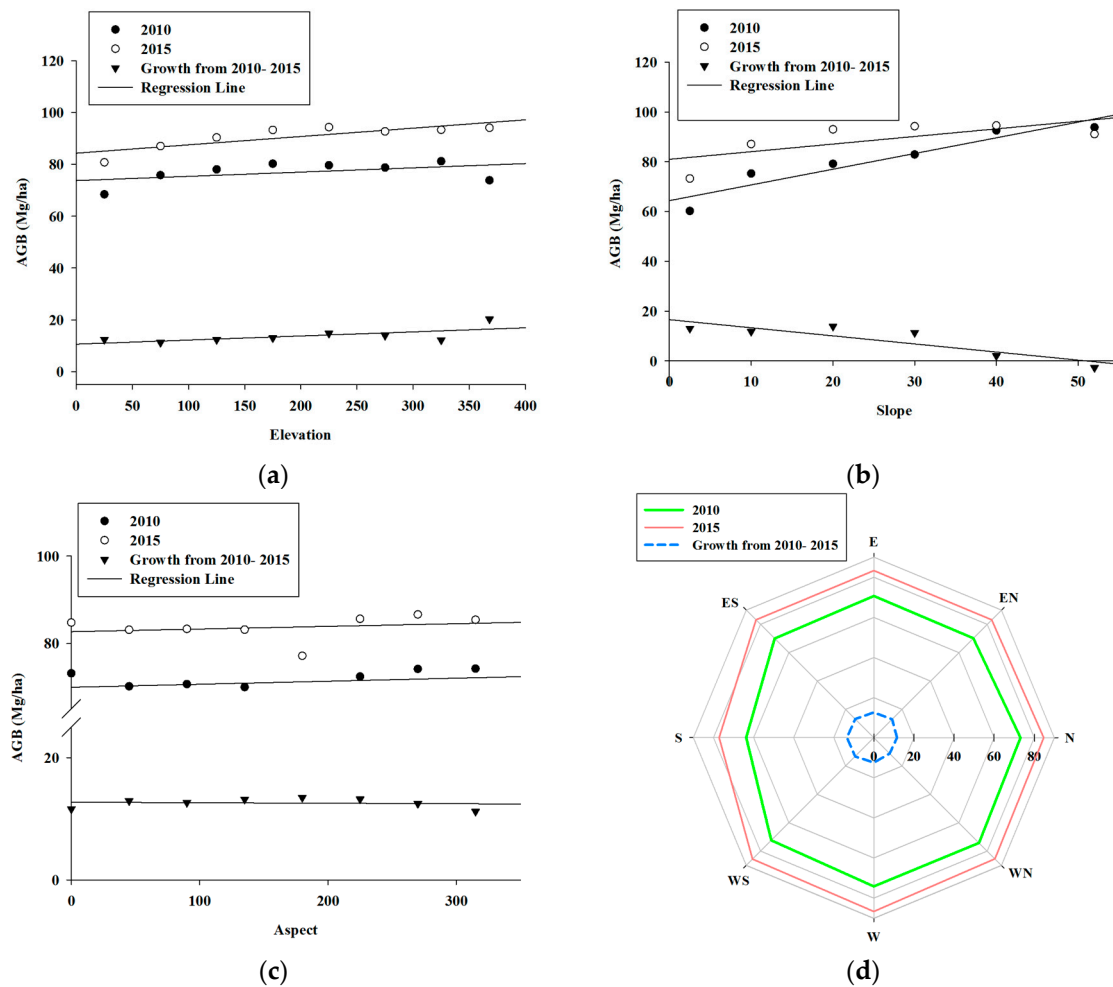 2010
2015
Growth from 2010- 2015
Regression Line
120
100
80
60
40
20
0
AGB (Mg/ha)
0 50 100 150 200 250 300 350 400
Elevation
(a)
2010
2015
Growth from 2010- 2015
Regression Line
120
100
80
60
40
20
0
AGB (Mg/ha)
0 10 20 30 40 50
Slope
(b)
2010
2015
Growth from 2010- 2015
Regression Line
100
80
20
0
AGB (Mg/ha)
0 100 200 300
Aspect
(c)
2010
2015
Growth from 2010- 2015
E
ES EN
S 0 20 40 60 80 N
WS WN
W
(d)